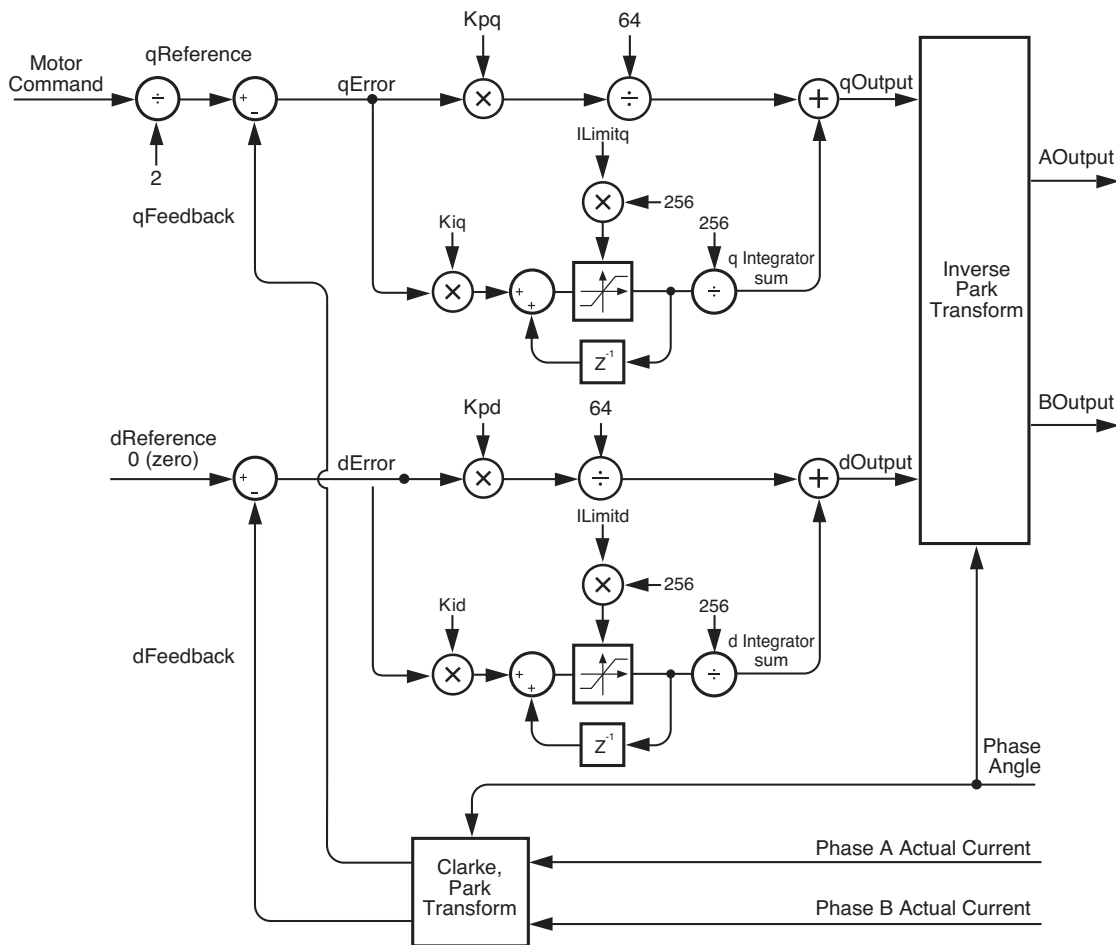 Kpq
64
Motor
Command
qReference
÷
+
-
qError
×
÷
+
qOutput
2
qFeedback
ILimitq
×
256
Kiq
256
×
+
+
÷
q Integrator
sum
Z-1
Inverse
Park
Transform
AOutput
BOutput
Kpd
64
dReference
0 (zero)
+
-
dError
×
÷
+
dOutput
ILimitd
×
256
Kid
256
dFeedback
×
+
+
÷
d Integrator
sum
Z-1
Phase
Angle
Clarke,
Park
Transform
Phase A Actual Current
Phase B Actual Current